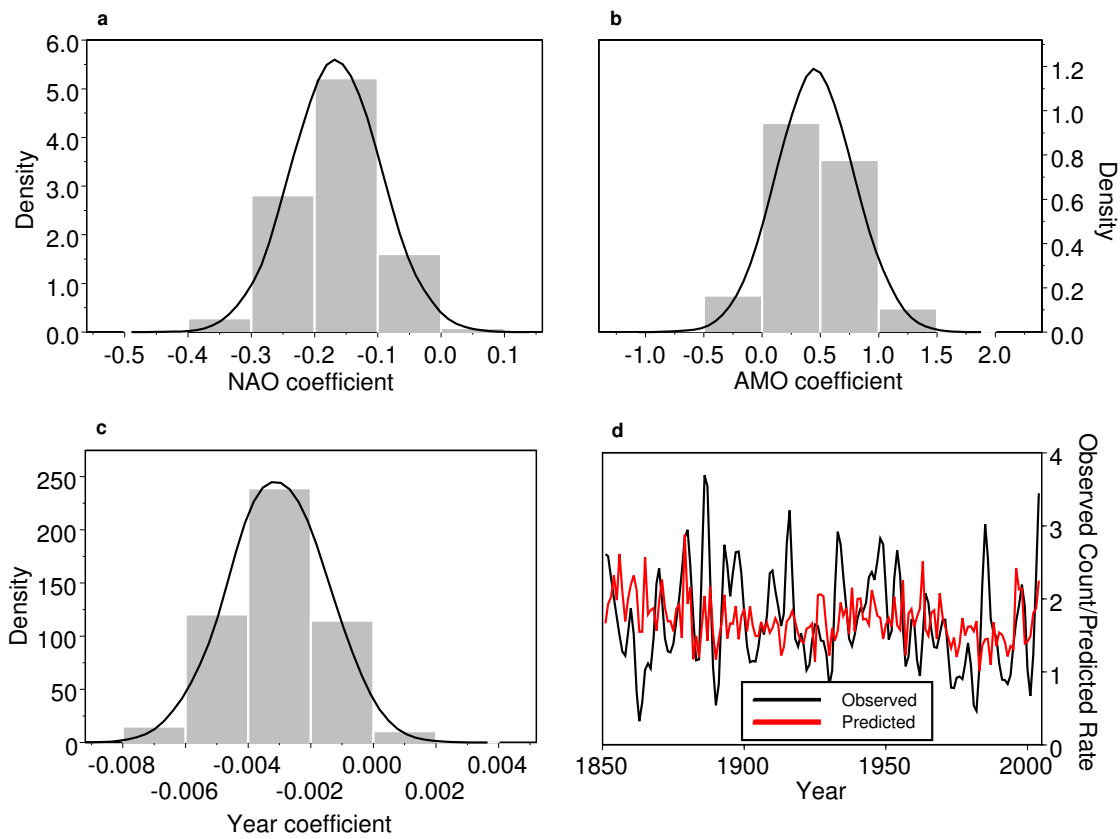 a
6.0
5.0
4.0
3.0
2.0
1.0
0.0
Density
-0.5 -0.3 -0.2 -0.1 0.0 0.1
NAO coefficient
b
1.2
1.0
0.8
0.6
0.4
0.2
0.0
Density
-1.0 -0.5 0.0 0.5 1.0 1.5 2.0
AMO coefficient
c
250
200
150
100
50
0
Density
-0.008 -0.004 0.000 0.004
-0.006 -0.002 0.002
Year coefficient
d
4
3
2
1
0
Observed Count/Predicted Rate
Observed
Predicted
1850 1900 1950 2000
Year